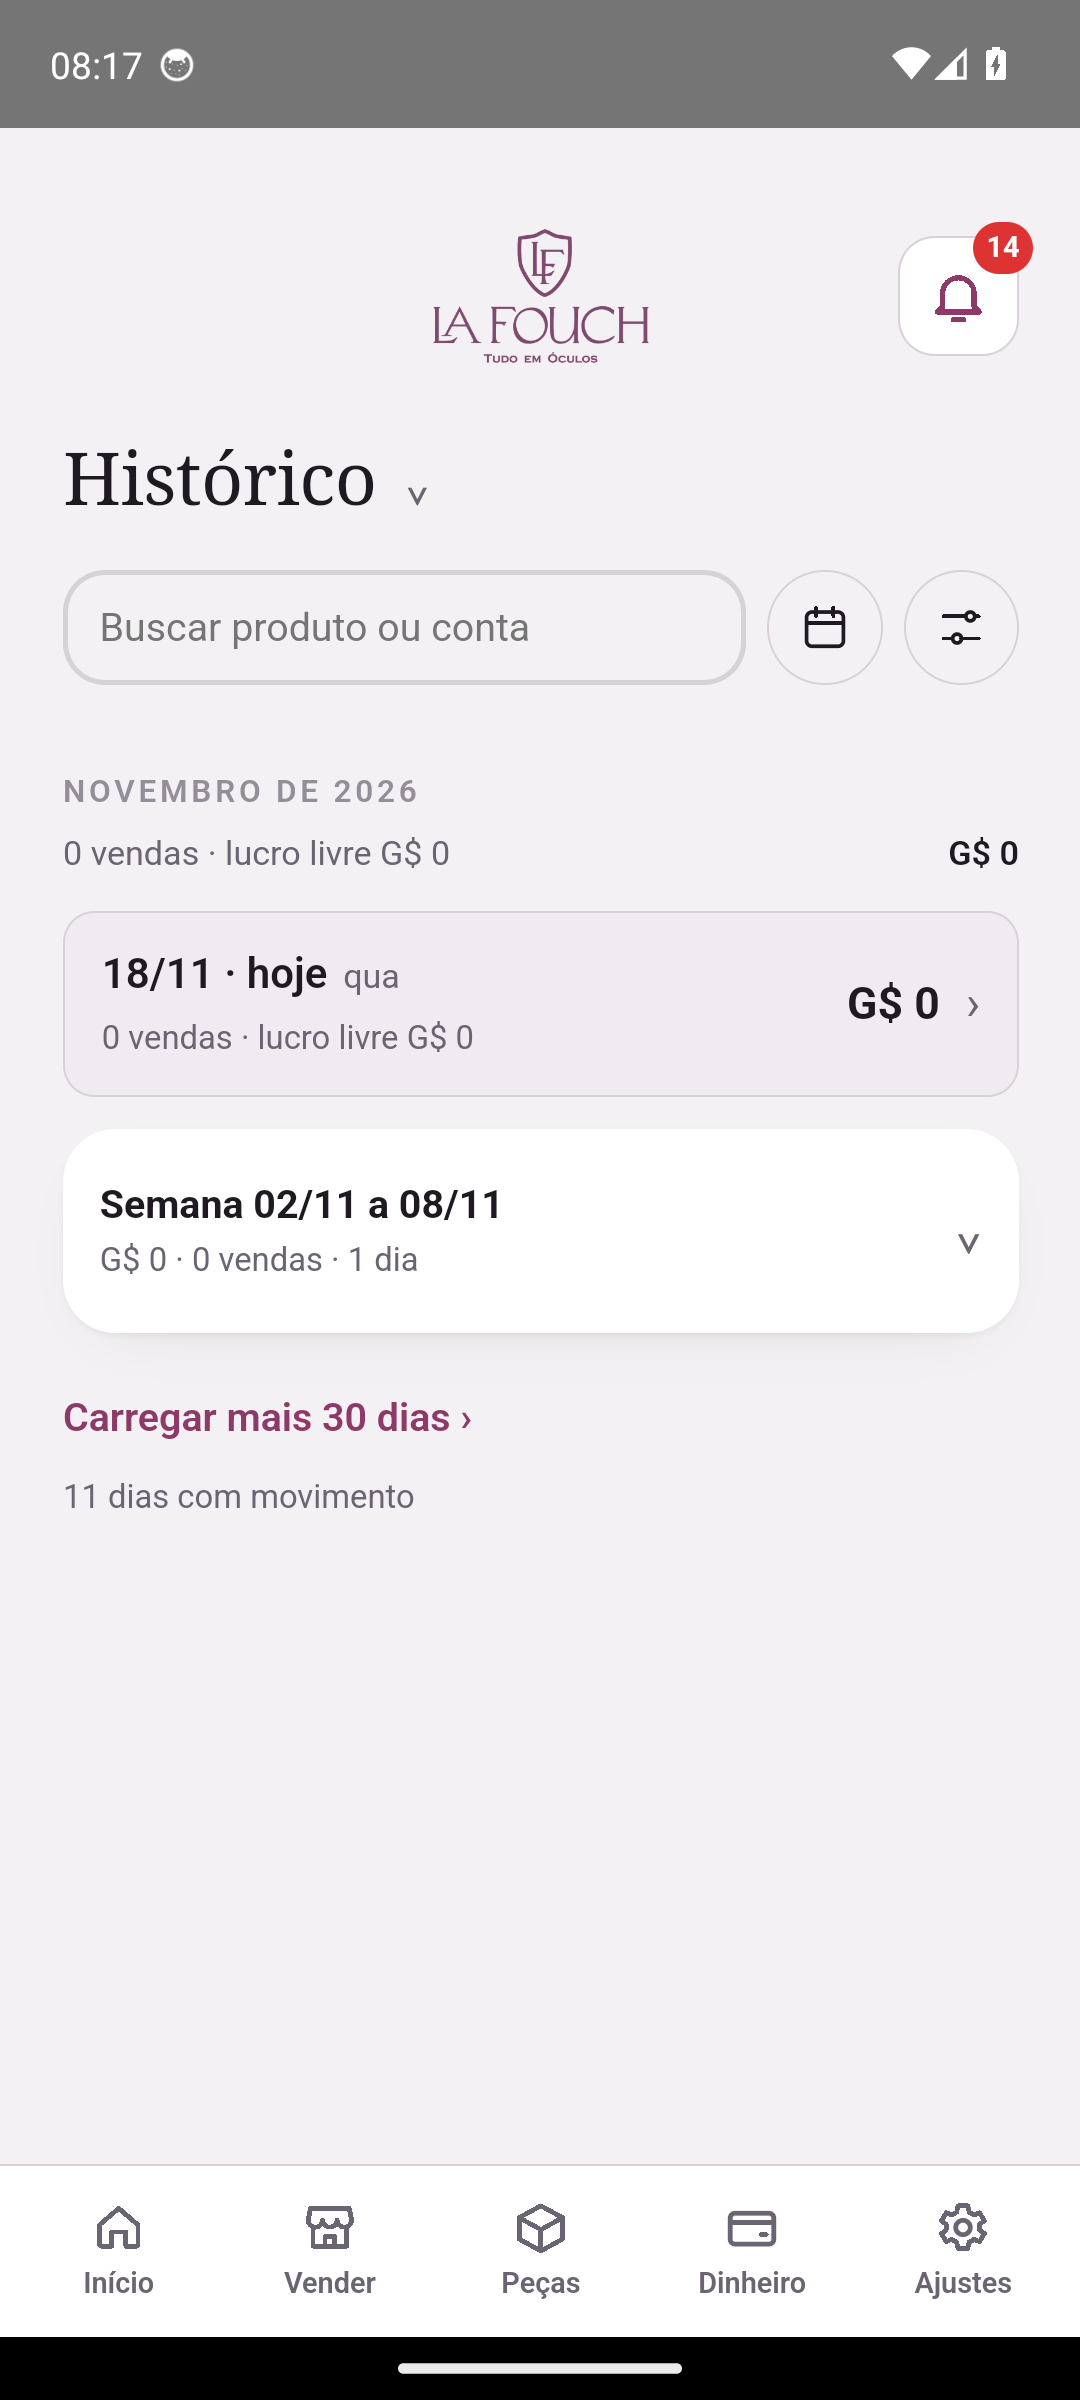 08:17
LF
LA FOUCH
TUDO EM ÓCULOS
14
Histórico
Buscar produto ou conta
NOVEMBRO DE 2026
0 vendas · lucro livre G$ 0
G$ 0
18/11 · hoje qua
0 vendas · lucro livre G$ 0
G$ 0 ›
Semana 02/11 a 08/11
G$ 0 · 0 vendas · 1 dia
Carregar mais 30 dias ›
11 dias com movimento
Início
Vender
Peças
Dinheiro
Ajustes